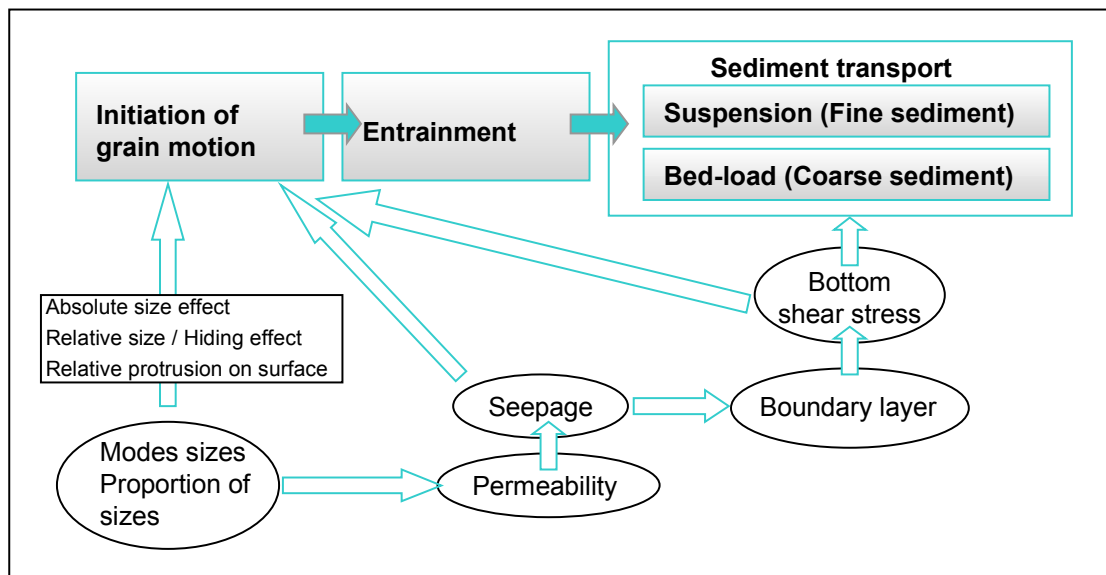 Initiation of
grain motion
Entrainment
Sediment transport
Suspension (Fine sediment)
Bed-load (Coarse sediment)
Absolute size effect
Relative size / Hiding effect
Relative protrusion on surface
Bottom
shear stress
Seepage
Boundary layer
Modes sizes
Proportion of
sizes
Permeability